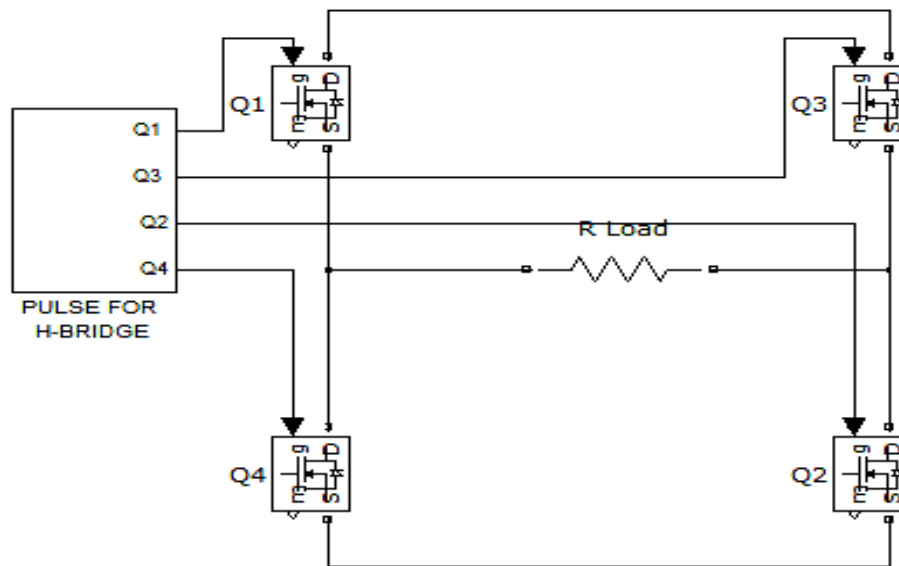 g D
m S
Q1
g D
m S
Q3
Q1
Q3
Q2
Q4
PULSE FOR
H-BRIDGE
R Load
g D
m S
Q4
g D
m S
Q2